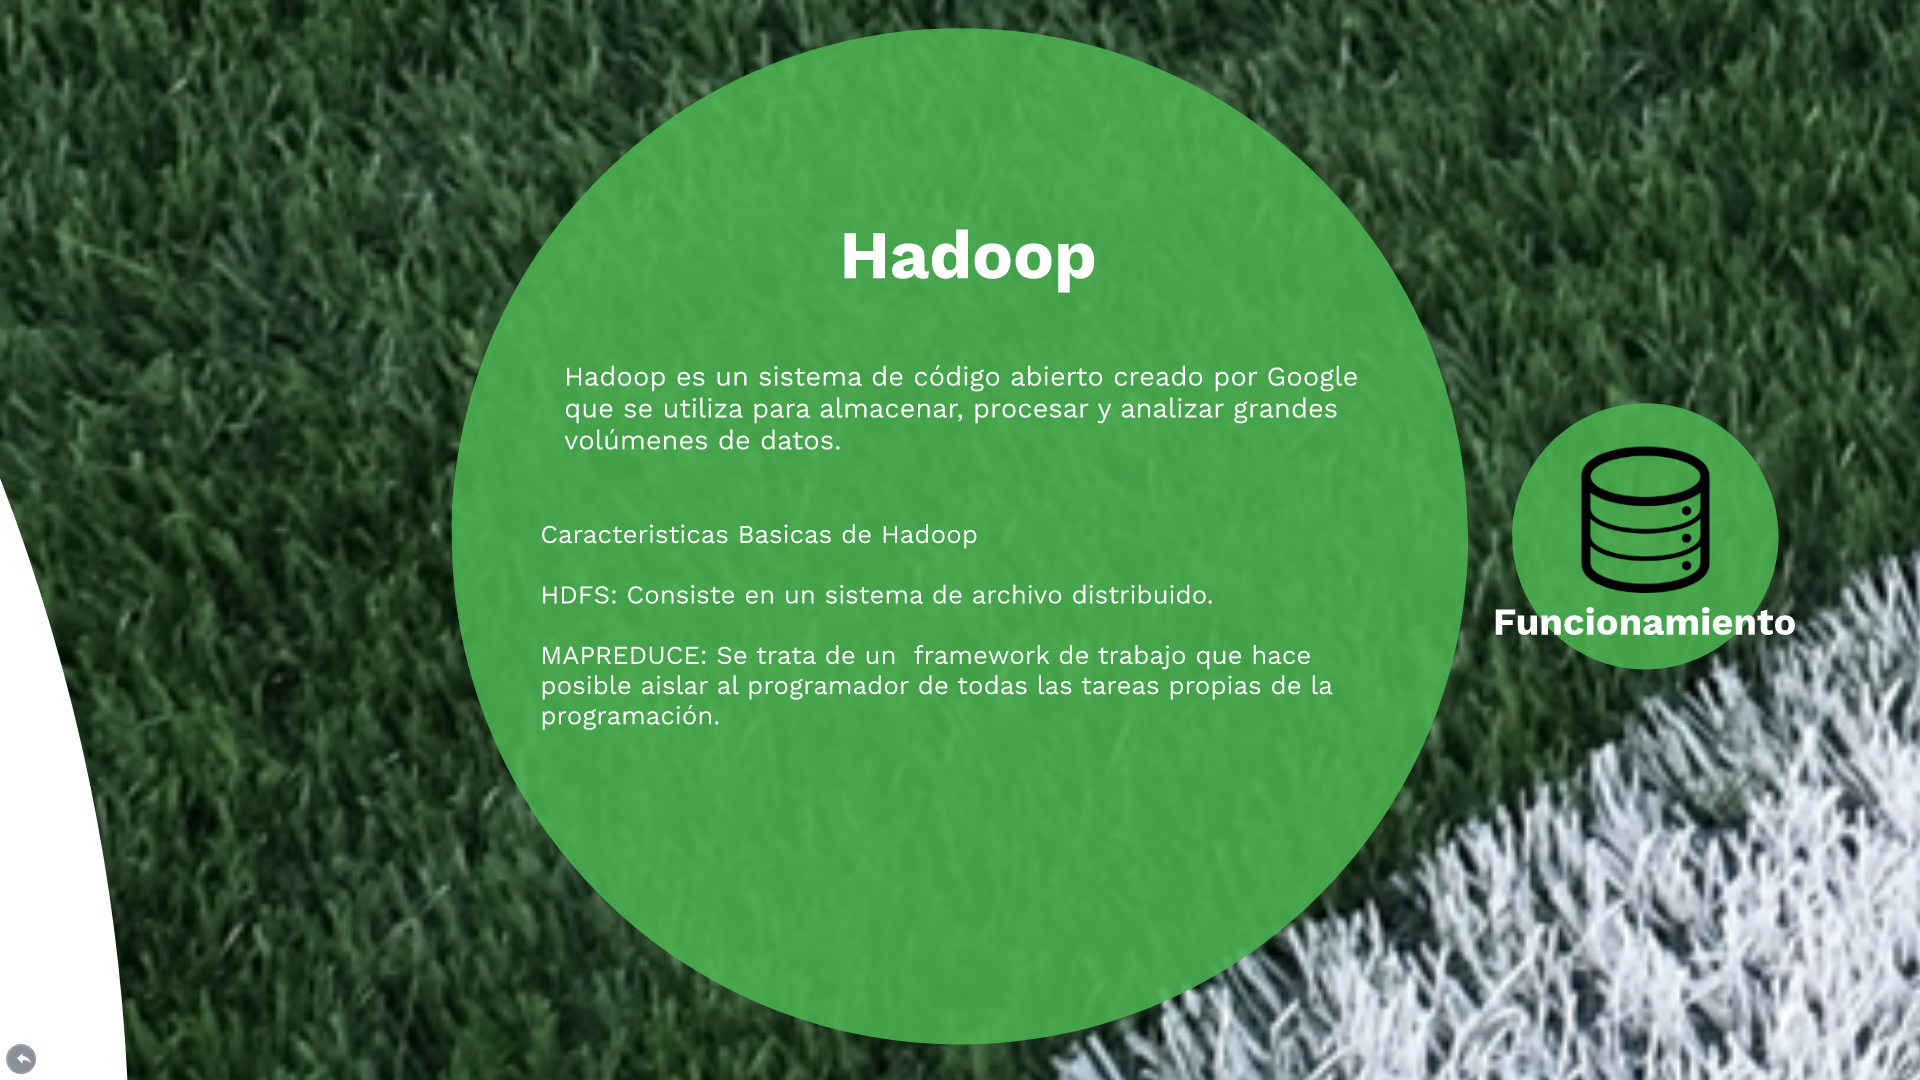 Hadoop
Hadoop es un sistema de código abierto creado por Google
que se utiliza para almacenar, procesar y analizar grandes
volúmenes de datos.
Caracteristicas Basicas de Hadoop
HDFS: Consiste en un sistema de archivo distribuido.
MAPREDUCE: Se trata de un  framework de trabajo que hace
posible aislar al programador de todas las tareas propias de la
programación.
Funcionamiento